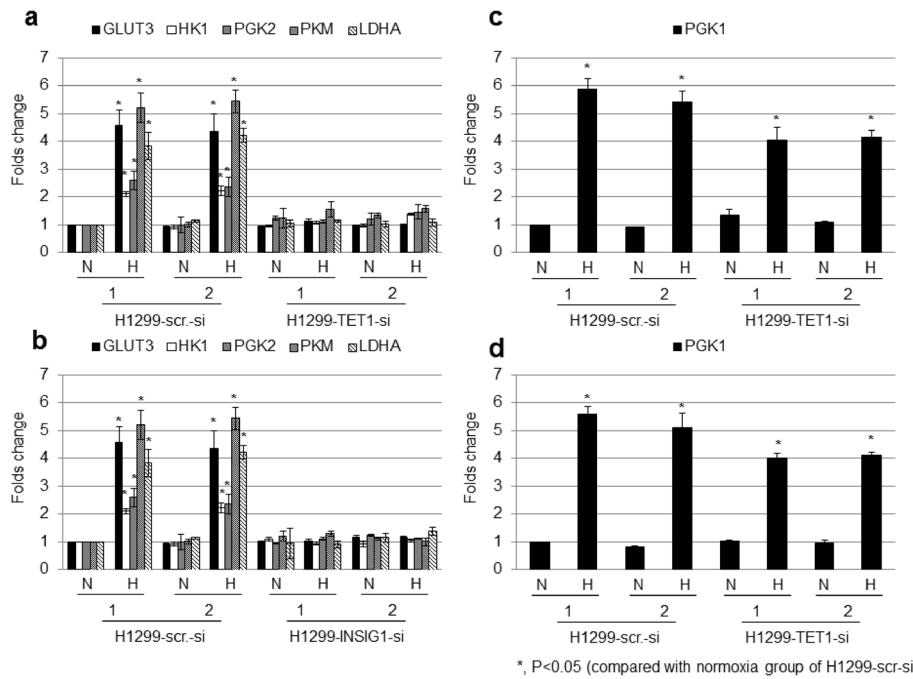 a
GLUT3 HK1 PGK2 PKM LDHA
Folds change
7
6
5
4
3
2
1
0
* * * * * * * * * *
N H N H N H N H
1 2 1 2
H1299-scr.-si H1299-TET1-si
c
PGK1
Folds change
7
6
5
4
3
2
1
0
* * * *
N H N H N H N H
1 2 1 2
H1299-scr.-si H1299-TET1-si
b
GLUT3 HK1 PGK2 PKM LDHA
Folds change
7
6
5
4
3
2
1
0
* * * * * * * * * *
N H N H N H N H
1 2 1 2
H1299-scr.-si H1299-INSIG1-si
d
PGK1
Folds change
7
6
5
4
3
2
1
0
* * * *
N H N H N H N H
1 2 1 2
H1299-scr.-si H1299-TET1-si
*, P<0.05 (compared with normoxia group of H1299-scr-si